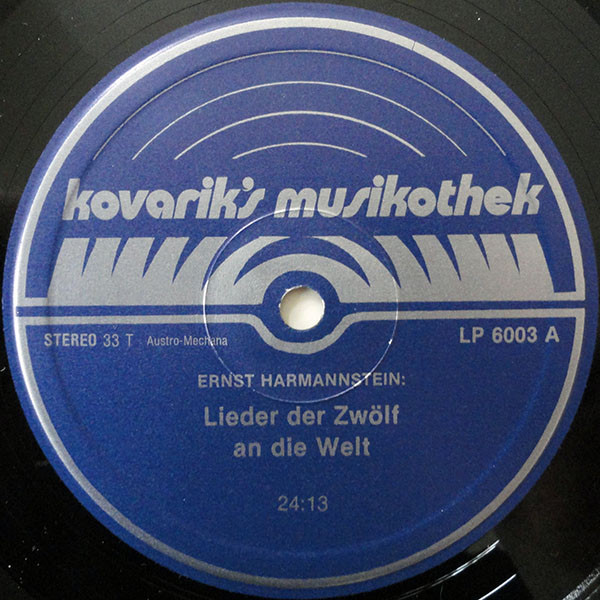 kovarik's musikothek
STEREO 33 T · Austro-Mechana
LP 6003 A
ERNST HARMANNSTEIN:
Lieder der Zwölf
an die Welt
24:13